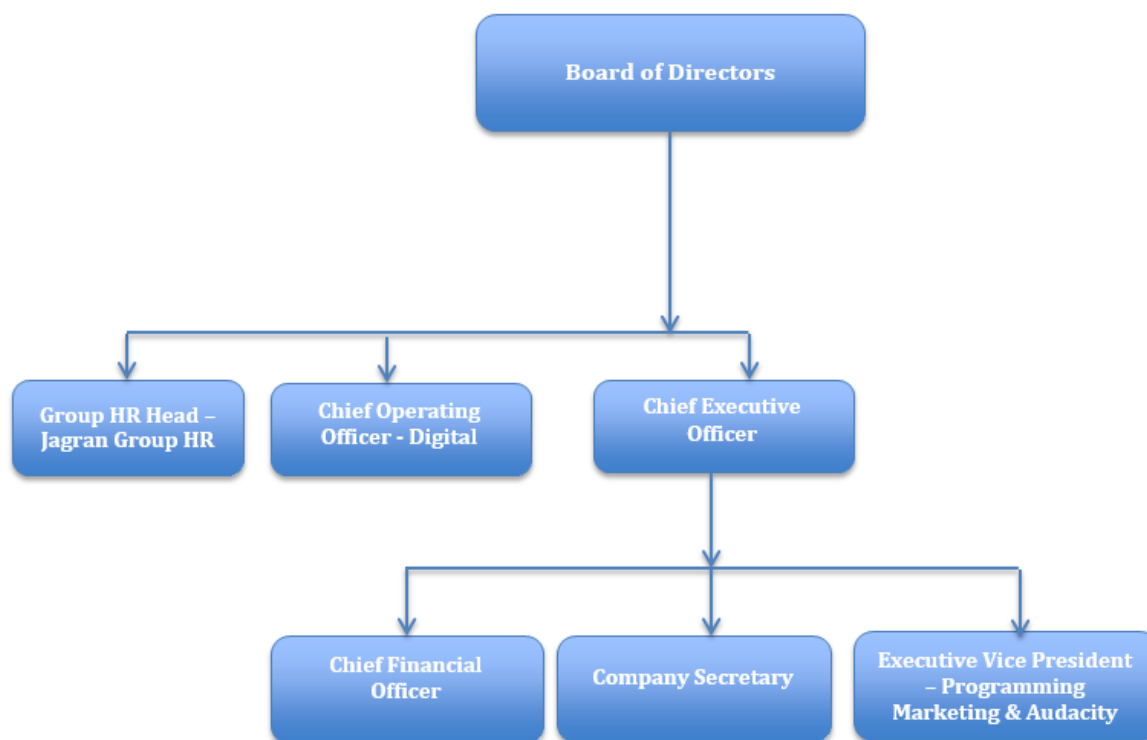 Board of Directors
Group HR Head –
Jagran Group HR
Chief Operating
Officer - Digital
Chief Executive
Officer
Chief Financial
Officer
Company Secretary
Executive Vice President
– Programming
Marketing & Audacity